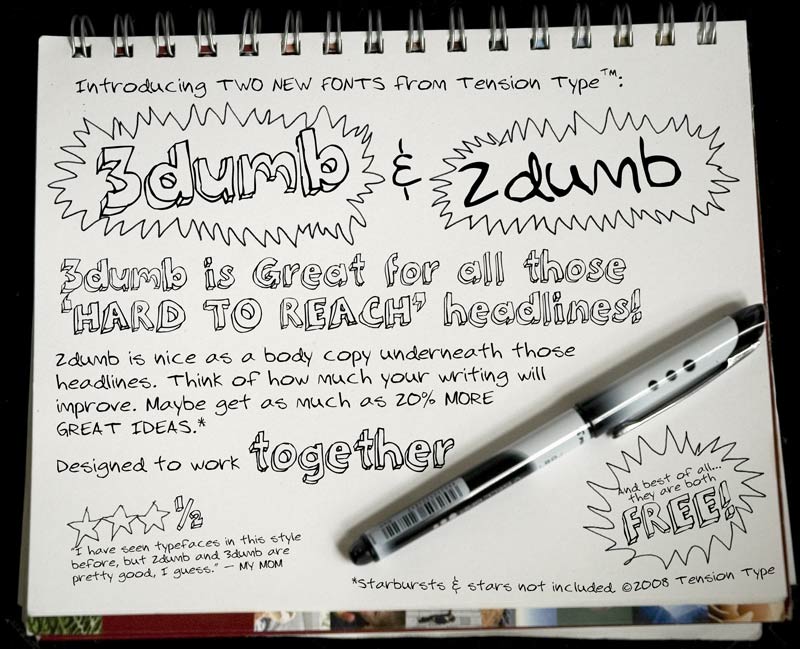 Introducing TWO NEW FONTS from Tension Type™:
3dumb & 2dumb
3dumb is Great for all those
'HARD TO REACH' headlines!
2dumb is nice as a body copy underneath those
headlines. Think of how much your writing will
improve. Maybe get as much as 20% MORE
GREAT IDEAS.*
Designed to work together
And best of all...
they are both
FREE!
½
"I have seen typefaces in this style
before, but 2dumb and 3dumb are
pretty good, I guess." — MY MOM
*Starbursts & stars not included ©2008 Tension Type